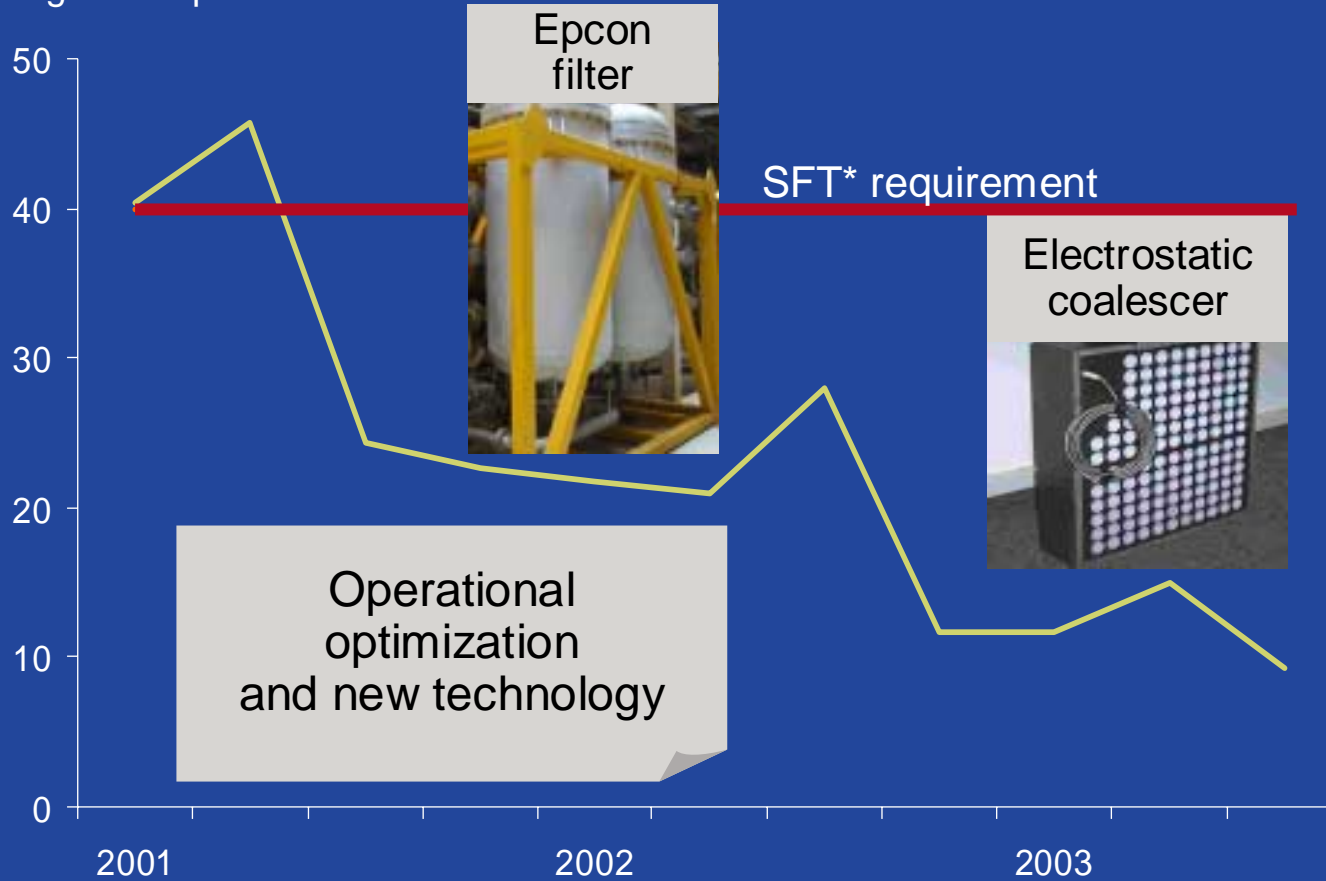 50
40
30
20
10
0
Epcon
filter
SFT* requirement
Electrostatic
coalescer
Operational
optimization
and new technology
2001
2002
2003